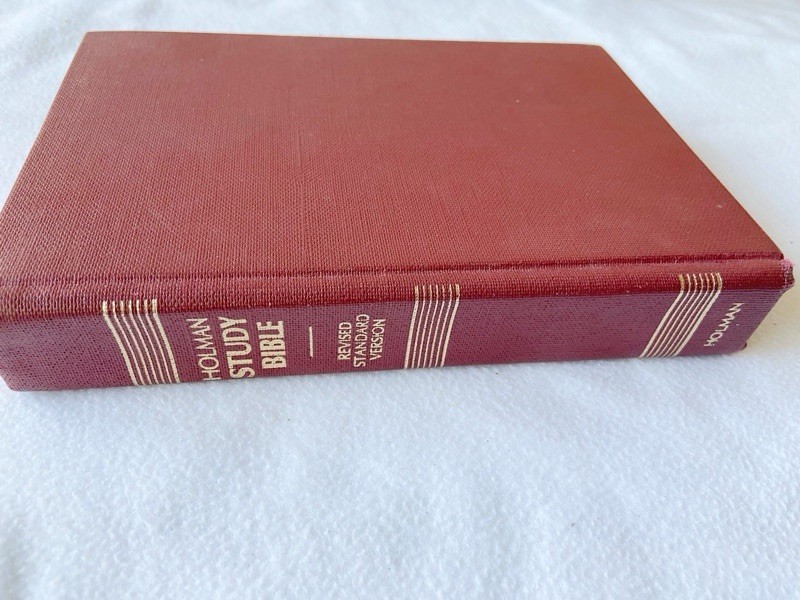 HOLMAN
STUDY
BIBLE
REVISED
STANDARD
VERSION
HOLMAN